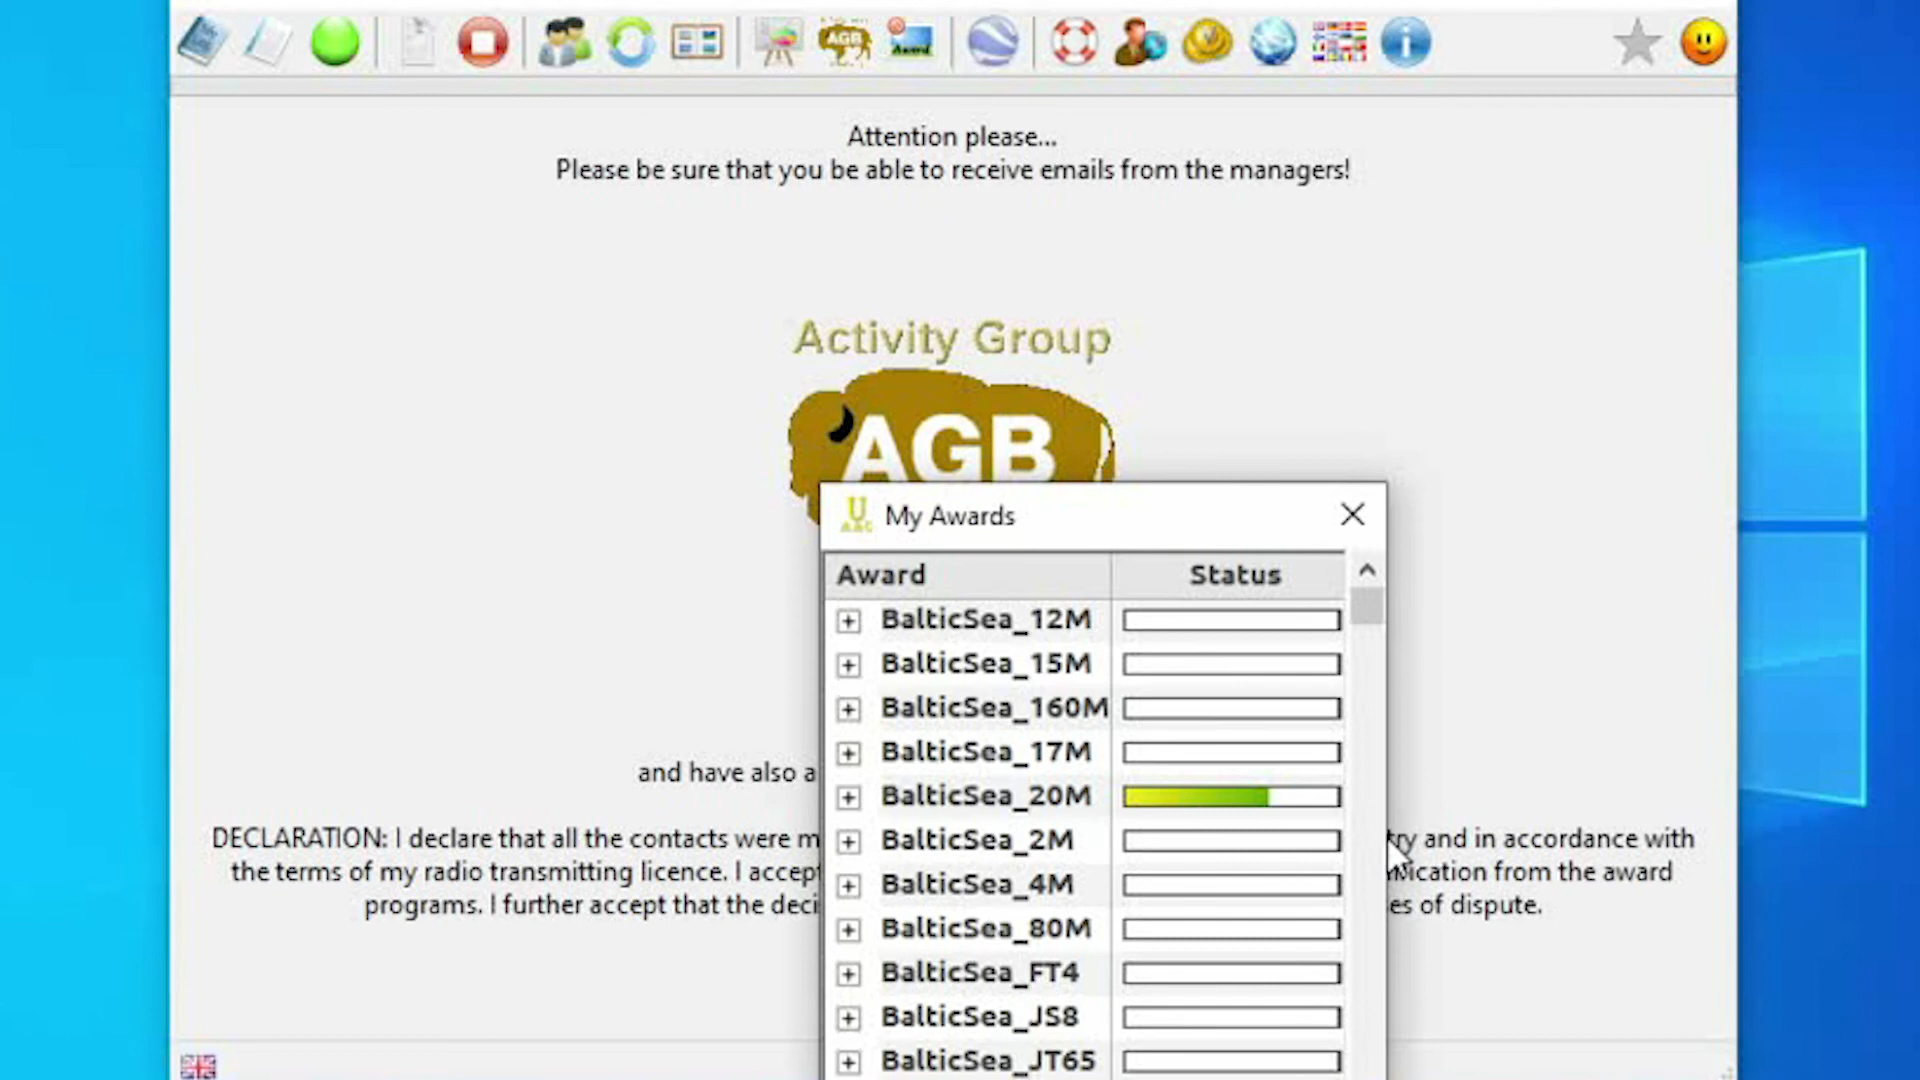 AGB
Award
Attention please...
Please be sure that you be able to receive emails from the managers!
Activity Group
AGB
and have also a
DECLARATION: I declare that all the contacts were m
try and in accordance with
the terms of my radio transmitting licence. I accept
ication from the award
programs. I further accept that the deci
es of dispute.
U
My Awards
Award Status
BalticSea_12M
BalticSea_15M
BalticSea_160M
BalticSea_17M
BalticSea_20M
BalticSea_2M
BalticSea_4M
BalticSea_80M
BalticSea_FT4
BalticSea_JS8
BalticSea_JT65